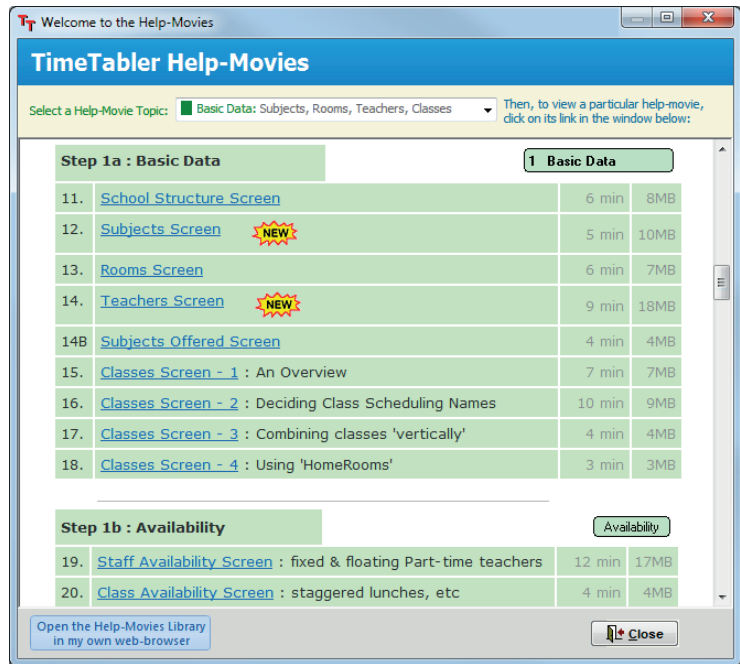 TT Welcome to the Help-Movies
TimeTabler Help-Movies
Select a Help-Movie Topic: Basic Data: Subjects, Rooms, Teachers, Classes Then, to view a particular help-movie,
click on its link in the window below:
Step 1a : Basic Data 1 Basic Data
11. School Structure Screen 6 min 8MB
12. Subjects Screen NEW 5 min 10MB
13. Rooms Screen 6 min 7MB
14. Teachers Screen NEW 9 min 18MB
14B Subjects Offered Screen 4 min 4MB
15. Classes Screen - 1 : An Overview 7 min 7MB
16. Classes Screen - 2 : Deciding Class Scheduling Names 10 min 9MB
17. Classes Screen - 3 : Combining classes 'vertically' 4 min 4MB
18. Classes Screen - 4 : Using 'HomeRooms' 3 min 3MB
Step 1b : Availability Availability
19. Staff Availability Screen : fixed & floating Part-time teachers 12 min 17MB
20. Class Availability Screen : staggered lunches, etc 4 min 4MB
Open the Help-Movies Library
in my own web-browser
Close